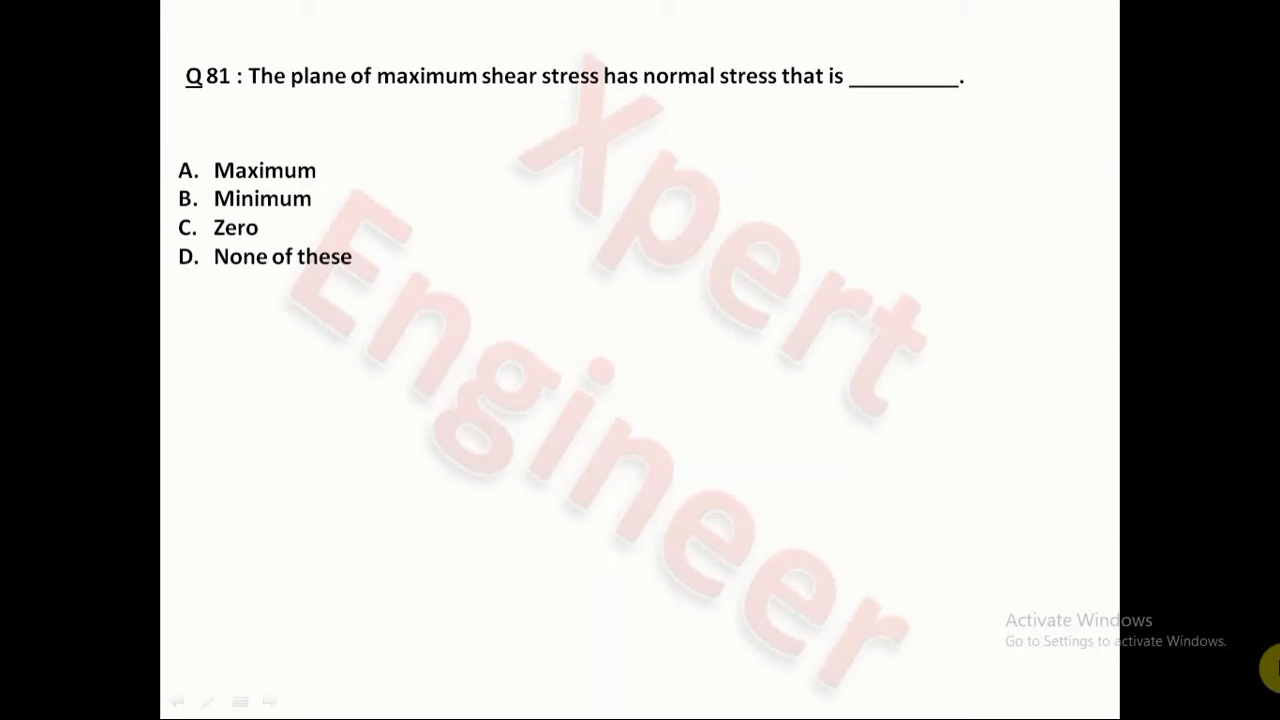 Q 81 : The plane of maximum shear stress has normal stress that is __________.
A. Maximum
B. Minimum
C. Zero
D. None of these
Xpert
Engineer
Activate Windows
Go to Settings to activate Windows.